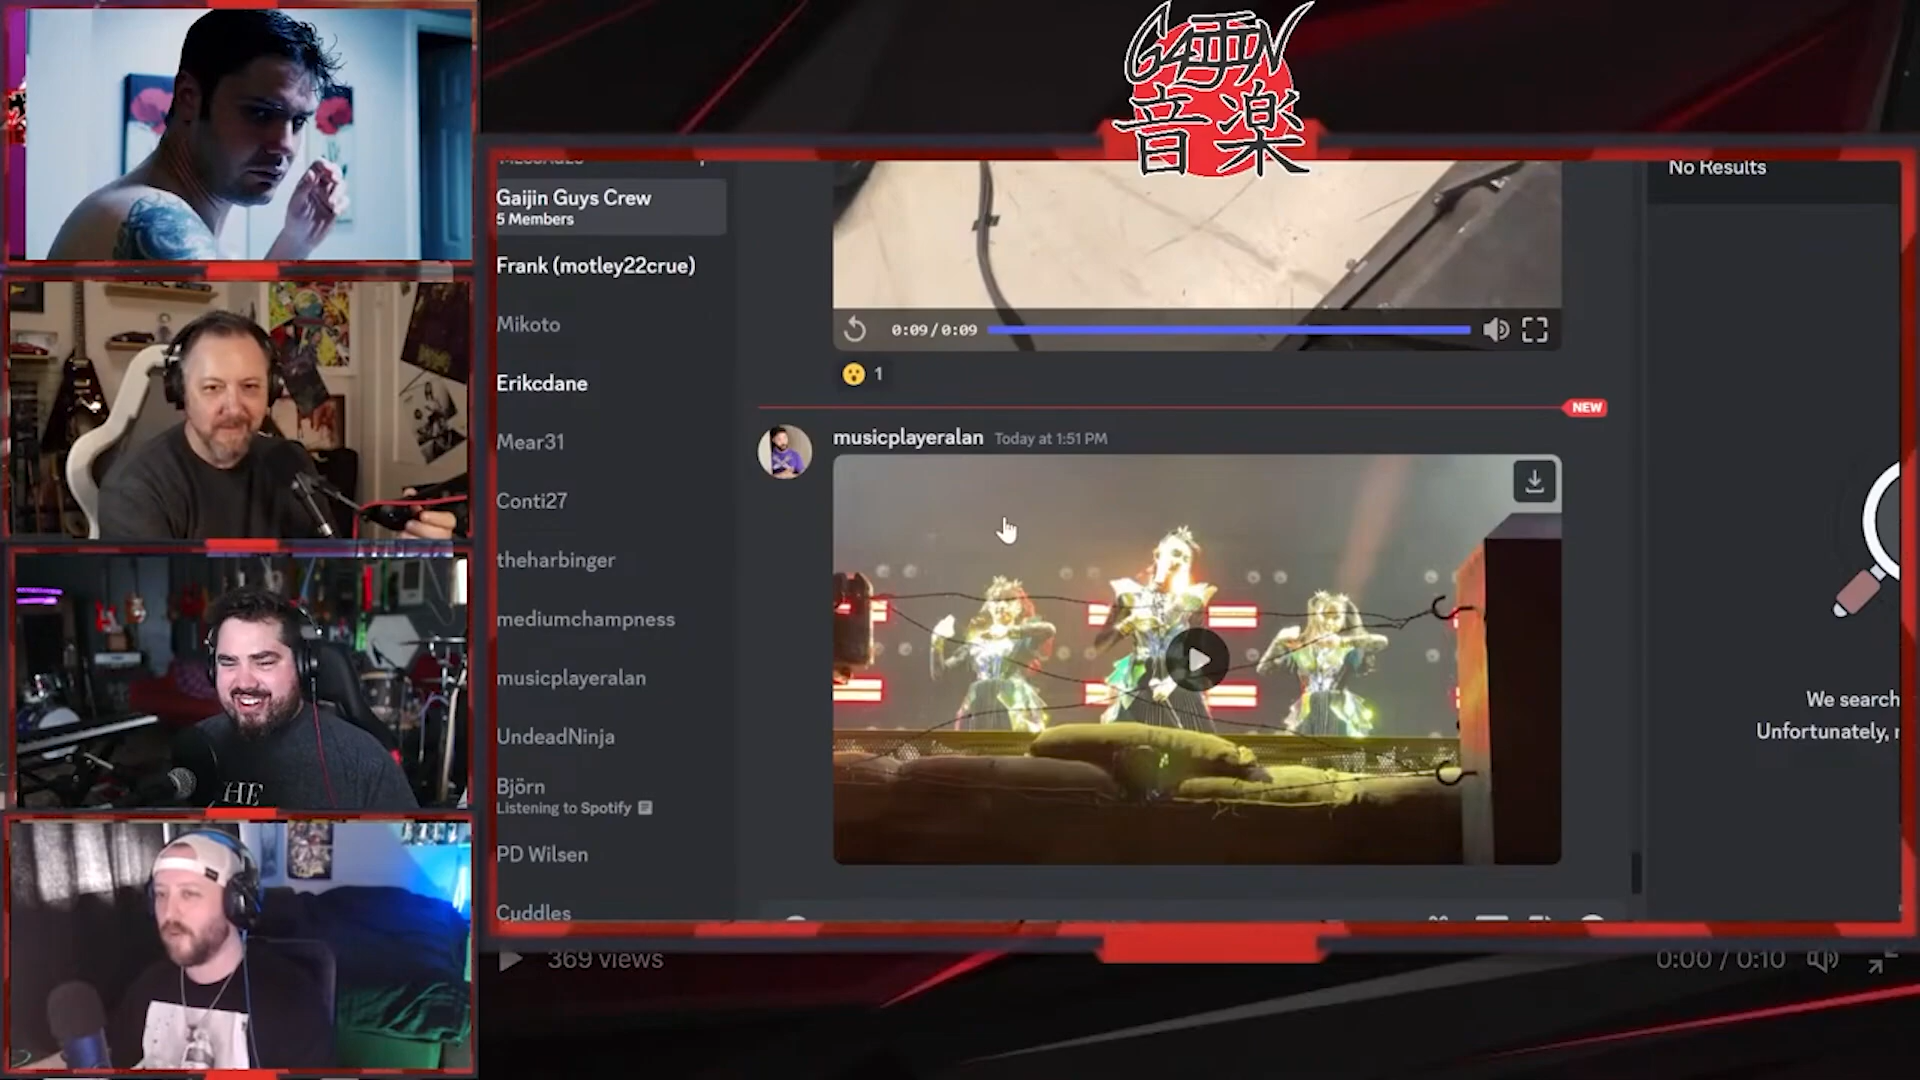 GAIJIN
音楽
No Results
Gaijin Guys Crew
5 Members
Frank (motley22crue)
Mikoto
Erikcdane
Mear31
Conti27
theharbinger
mediumchampness
musicplayeralan
UndeadNinja
Björn
Listening to Spotify
PD Wilsen
Cuddles
0:09/0:09
1
NEW
musicplayeralan Today at 1:51 PM
We search
Unfortunately,
THE
369 views
0:00 / 0:10